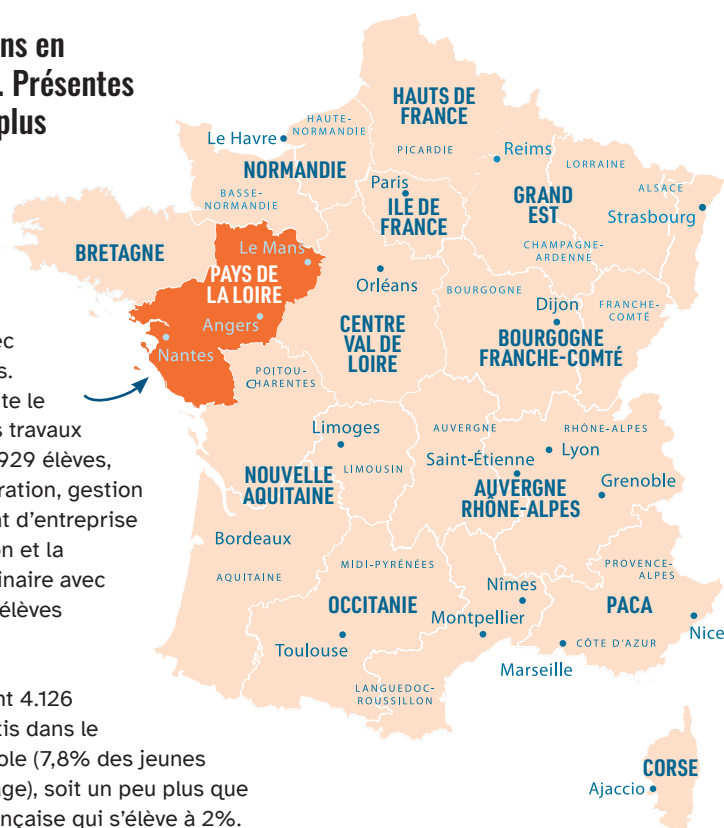 ns en
. Présentes
plus
ec
s.
te le
s travaux
929 élèves,
ration, gestion
nt d’entreprise
on et la
inaire avec
élèves
nt 4.126
tis dans le
ole (7,8% des jeunes
age), soit un peu plus que
nçaise qui s’élève à 2%.
HAUTS DE
FRANCE
HAUTE-
NORMANDIE
Le Havre
PICARDIE
Reims
NORMANDIE
LORRAINE
Paris
ALSACE
BASSE-
NORMANDIE
ILE DE
FRANCE
GRAND
EST
Strasbourg
BRETAGNE
Le Mans
CHAMPAGNE-
ARDENNE
PAYS DE
LA LOIRE
Orléans
BOURGOGNE
Dijon
FRANCHE-
COMTÉ
Angers
CENTRE
VAL DE
LOIRE
BOURGOGNE
FRANCHE-COMTÉ
Nantes
POITOU-
CHARENTES
Limoges
AUVERGNE
RHÔNE-ALPES
Lyon
Saint-Étienne
LIMOUSIN
NOUVELLE
AQUITAINE
AUVERGNE
RHÔNE-ALPES
Grenoble
Bordeaux
MIDI-PYRÉNÉES
PROVENCE-
ALPES
AQUITAINE
Nîmes
OCCITANIE
Montpellier
PACA
Toulouse
CÔTE D'AZUR
Nice
Marseille
LANGUEDOC-
ROUSSILLON
CORSE
Ajaccio